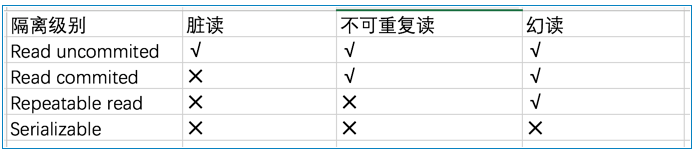 隔离级别 脏读 不可重复读 幻读
Read uncommited √ √ √
Read commited × √ √
Repeatable read × × √
Serializable × × ×